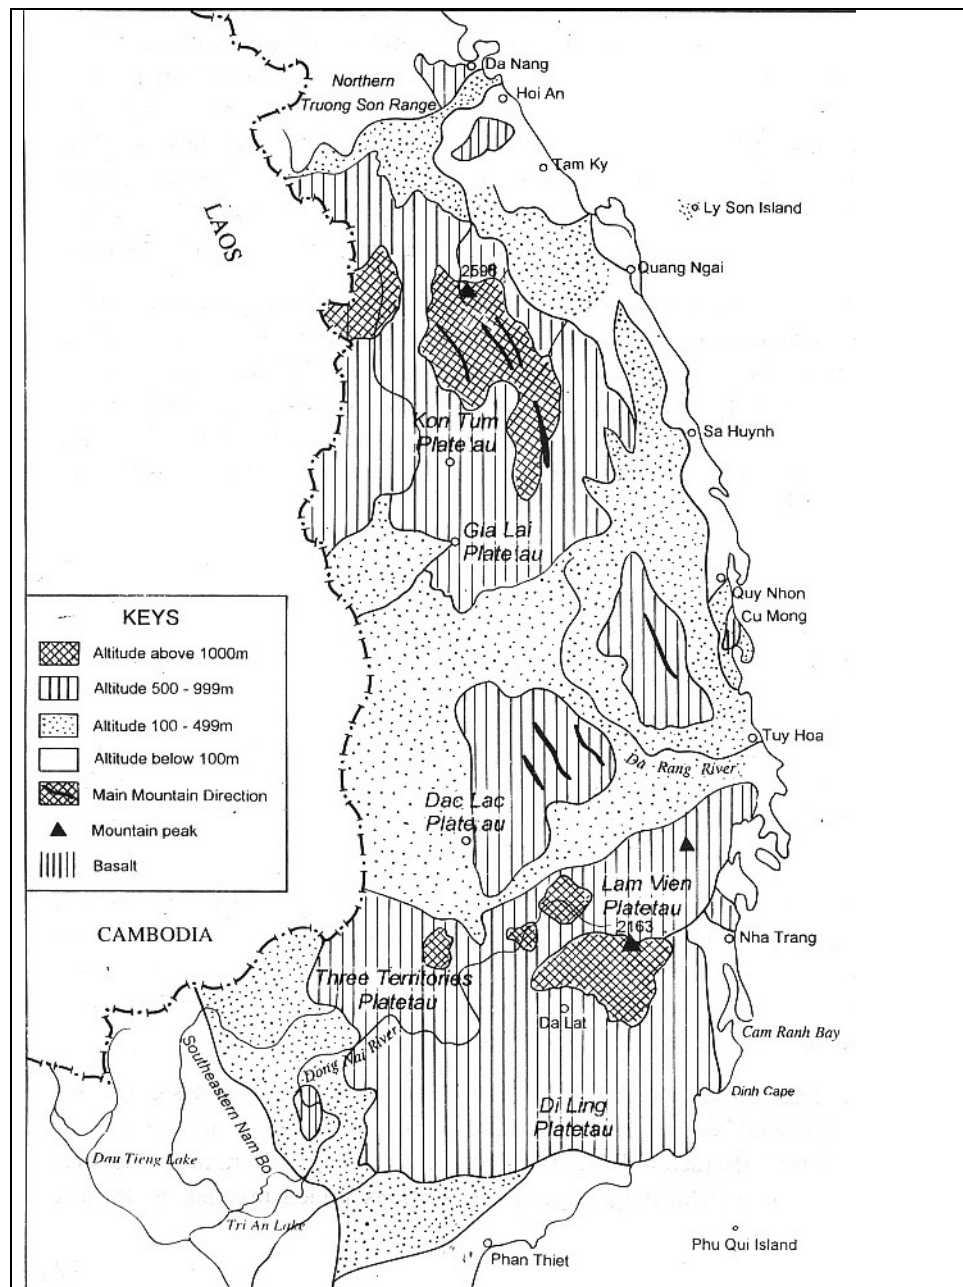 Da Nang
Northern
Truong Son Range
Hoi An
Tam Ky
LAOS
Ly Son Island
2598
Quang Ngai
Kon Tum
Plate'au
Sa Huynh
Gia Lai
Plate'au
Quy Nhon
Cu Mong
KEYS
Altitude above 1000m
Altitude 500 - 999m
Altitude 100 - 499m
Altitude below 100m
Main Mountain Direction
Mountain peak
Basalt
Tuy Hoa
Da Rang River
Dac Lac
Plate'au
Lam Vien
Platetau
2163
CAMBODIA
Nha Trang
Three Territories
Platetau
Da Lat
Cam Ranh Bay
Dong Nai River
Southeastern Nam Bo
Dinh Cape
Di Ling
Platetau
Dau Tieng Lake
Tri An Lake
Phan Thiet
Phu Qui Island